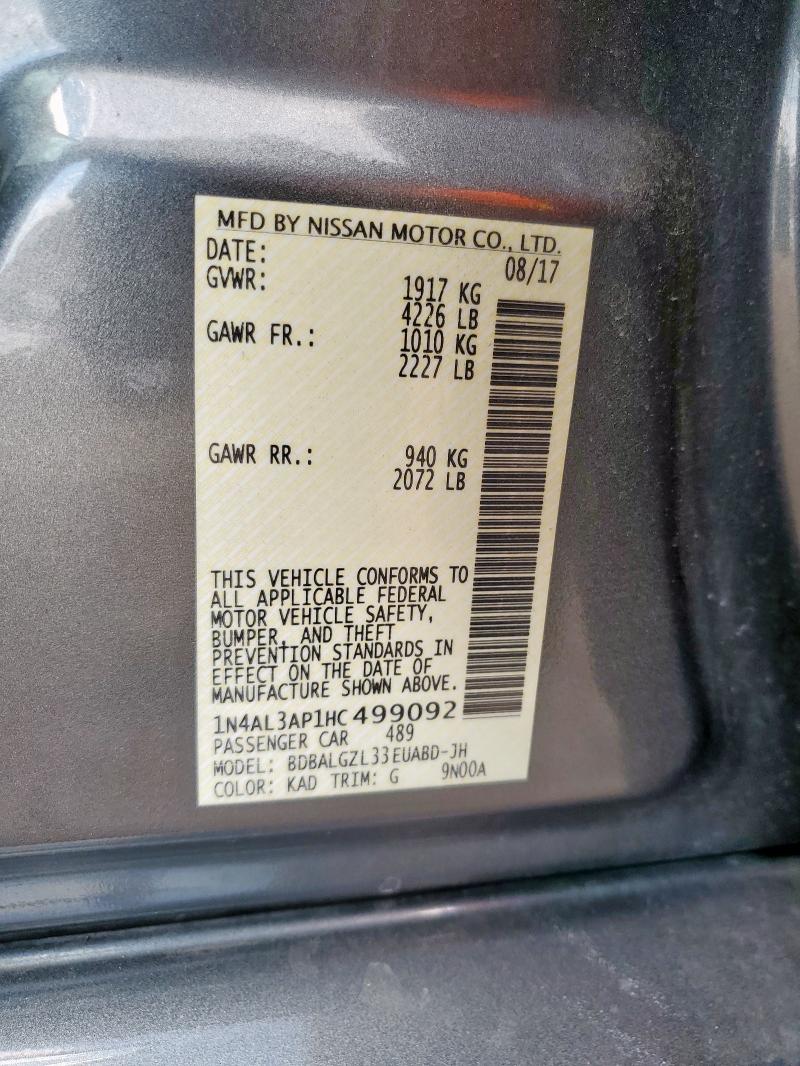 MFD BY NISSAN MOTOR CO., LTD.
DATE: 08/17
GVWR: 1917 KG
4226 LB
GAWR FR.: 1010 KG
2227 LB
GAWR RR.: 940 KG
2072 LB
THIS VEHICLE CONFORMS TO
ALL APPLICABLE FEDERAL
MOTOR VEHICLE SAFETY,
BUMPER, AND THEFT
PREVENTION STANDARDS IN
EFFECT ON THE DATE OF
MANUFACTURE SHOWN ABOVE.
1N4AL3AP1HC499092
PASSENGER CAR 489
MODEL: BDBALGZL33EUABD-JH
COLOR: KAD TRIM: G 9N00A